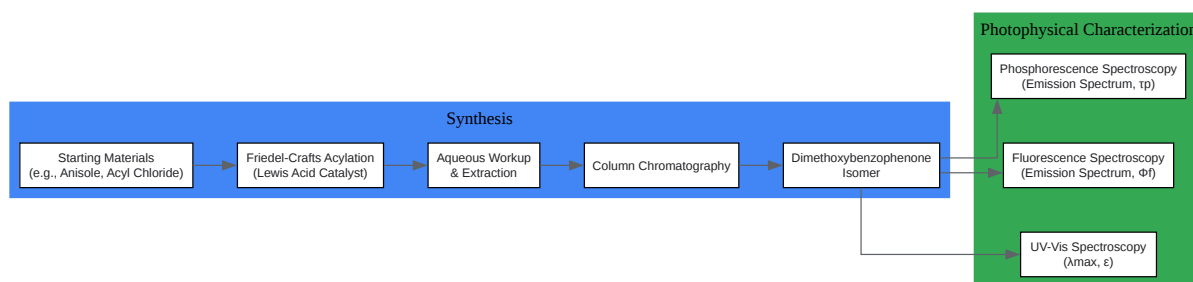 Synthesis
Starting Materials
(e.g., Anisole, Acyl Chloride)
Friedel-Crafts Acylation
(Lewis Acid Catalyst)
Aqueous Workup
& Extraction
Column Chromatography
Dimethoxybenzophenone
Isomer
Photophysical Characterization
Phosphorescence Spectroscopy
(Emission Spectrum, τp)
Fluorescence Spectroscopy
(Emission Spectrum, Φf)
UV-Vis Spectroscopy
(λmax, ε)